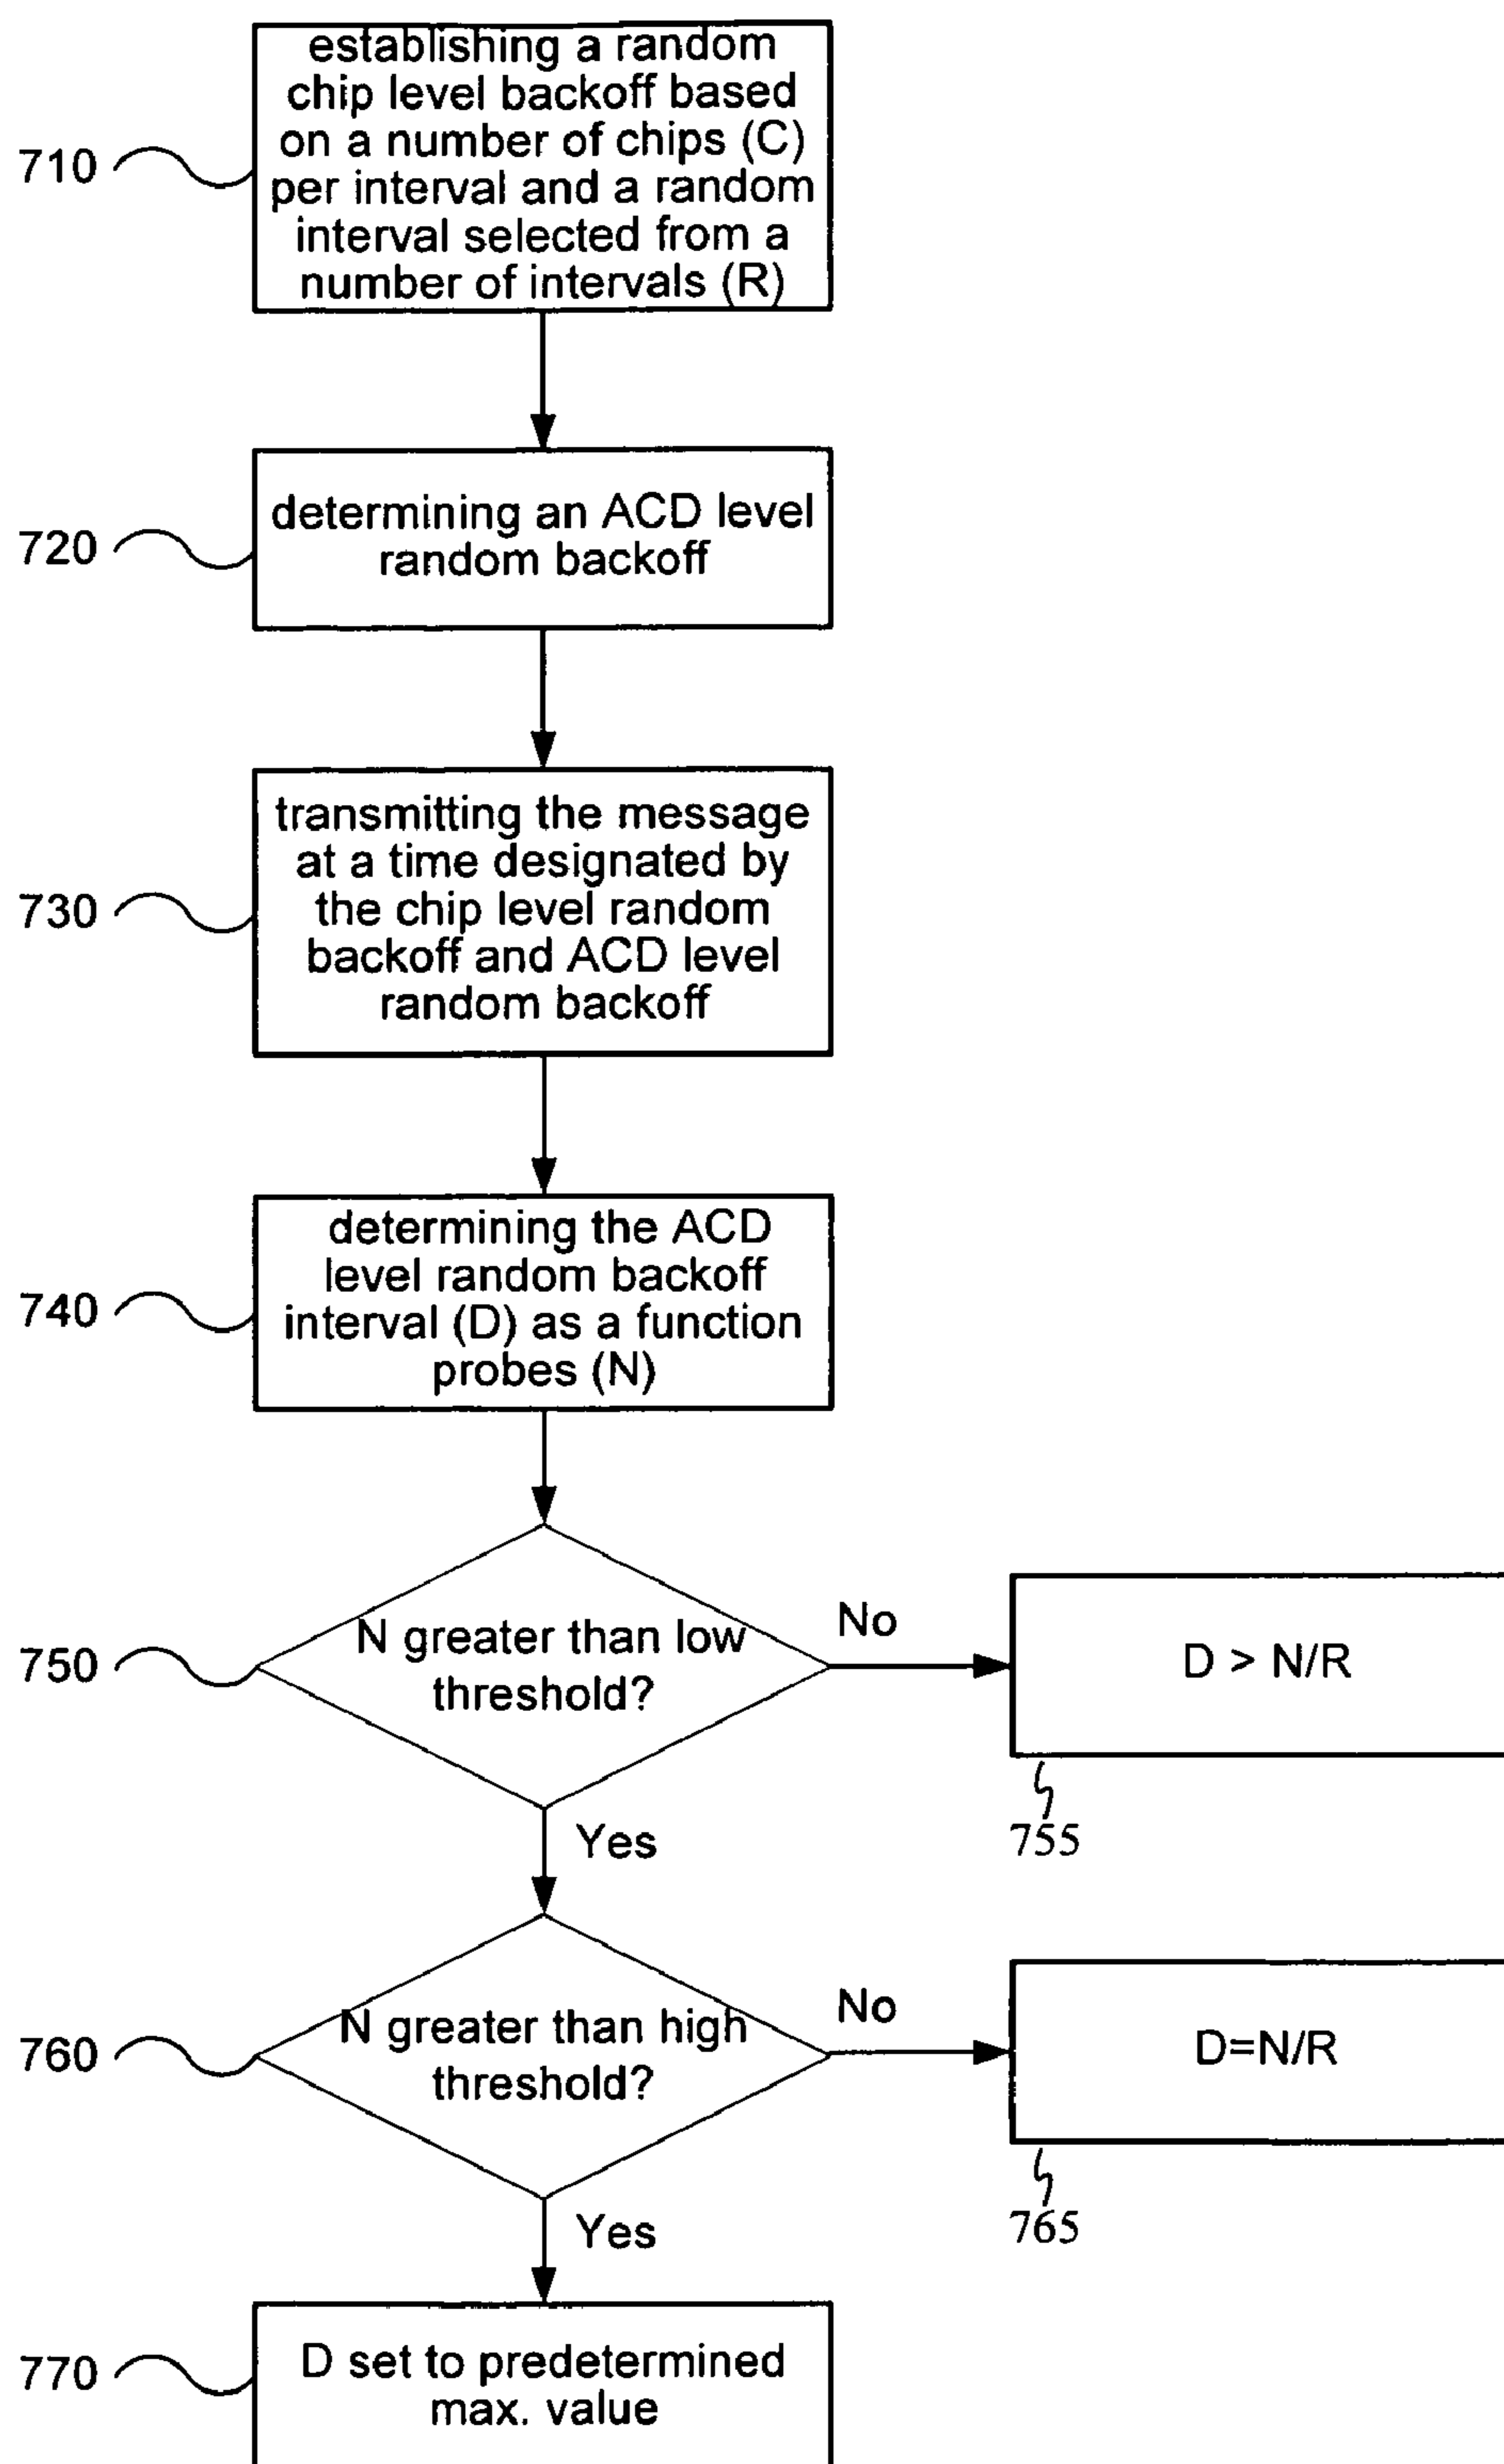 establishing a random
chip level backoff based
on a number of chips (C)
per interval and a random
interval selected from a
number of intervals (R)
710
determining an ACD level
random backoff
720
transmitting the message
at a time designated by
the chip level random
backoff and ACD level
random backoff
730
determining the ACD
level random backoff
interval (D) as a function
probes (N)
740
N greater than low
threshold?
750
No
D > N/R
755
Yes
N greater than high
threshold?
760
No
D=N/R
765
Yes
D set to predetermined
max. value
770